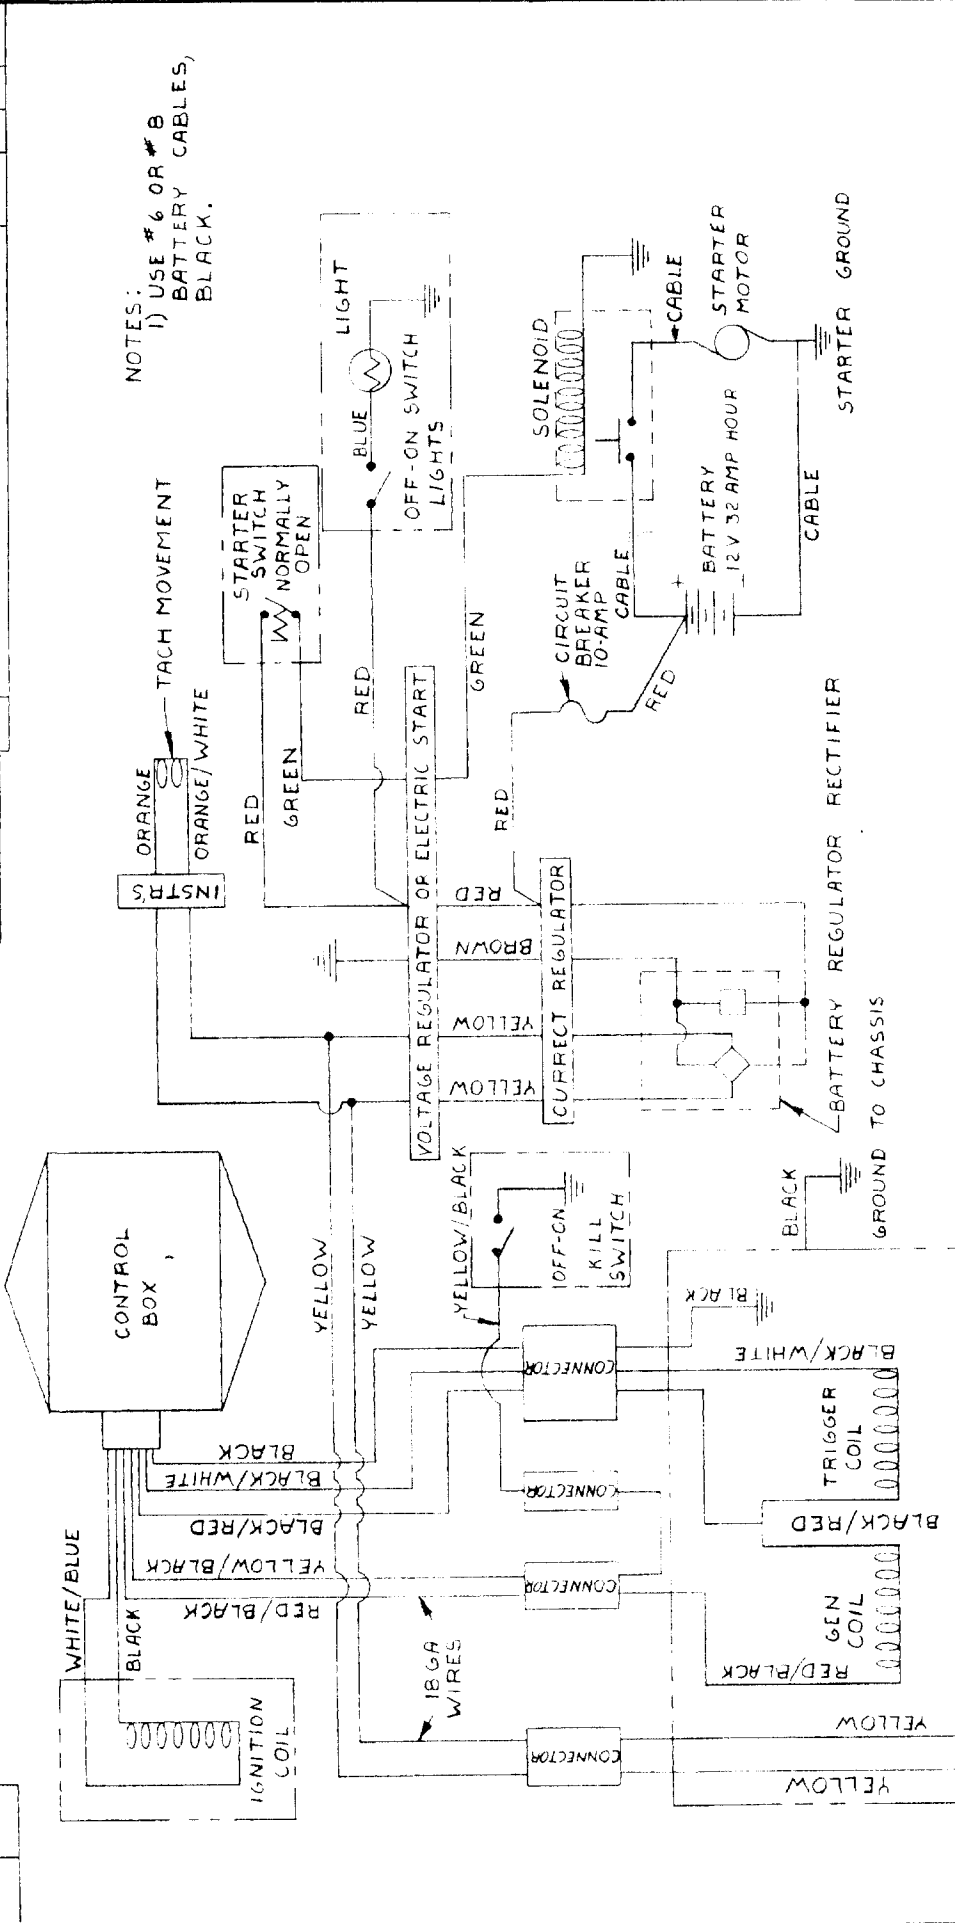 NOTES:
1) USE #6 OR #8
BATTERY CABLES,
BLACK.
TACH MOVEMENT
ORANGE
ORANGE/WHITE
INSTR'S
STARTER
SWITCH
NORMALLY
OPEN
RED
GREEN
LIGHT
BLUE
OFF-ON SWITCH
LIGHTS
RED
VOLTAGE REGULATOR OR ELECTRIC START
GREEN
SOLENOID
CABLE
STARTER
MOTOR
STARTER GROUND
CIRCUIT
BREAKER
10-AMP
CABLE
RED
RED
+
BATTERY
12 V 32 AMP HOUR
-
CABLE
RED
BROWN
YELLOW
YELLOW
CURRECT REGULATOR
BATTERY REGULATOR RECTIFIER
CONTROL
BOX
WHITE/BLUE
BLACK
IGNITION
COIL
BLACK
BLACK/WHITE
BLACK/RED
YELLOW/BLACK
RED/BLACK
18 GA
WIRES
YELLOW
YELLOW
YELLOW/BLACK
OFF-ON
KILL
SWITCH
CONNECTOR
CONNECTOR
CONNECTOR
CONNECTOR
BLACK
GROUND TO CHASSIS
BLACK
BLACK/WHITE
TRIGGER
COIL
BLACK/RED
GEN
COIL
RED/BLACK
YELLOW
YELLOW